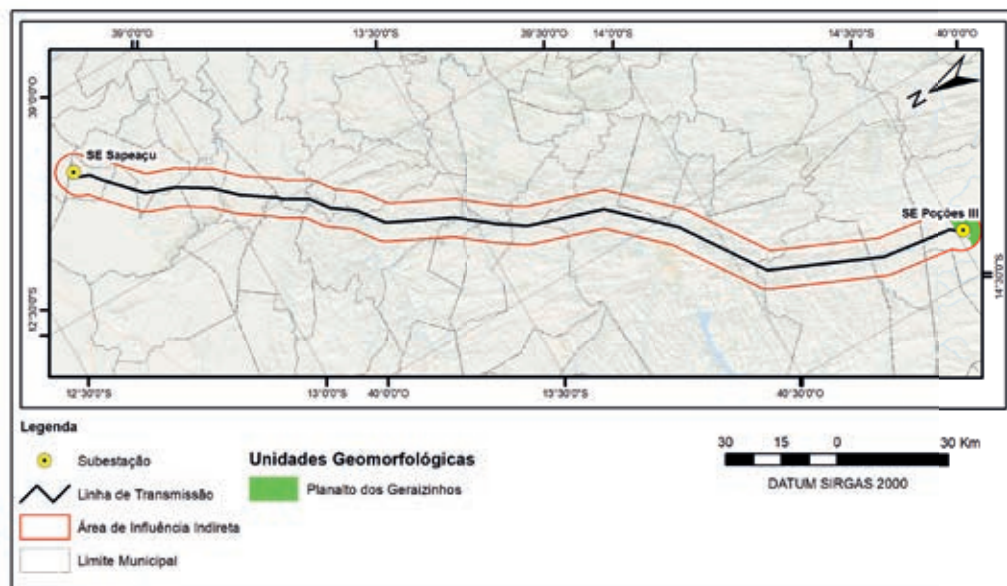 39°0'0"O 13°30'0"S 39°30'0"O 14°0'0"S 14°30'0"S 40°0'0"O
39°0'0"O
N
SE Sapeaçu
SE Poções III
12°30'0"S
14°30'0"S
12°30'0"S 13°0'0"S 40°0'0"O 13°30'0"S 40°30'0"O
Legenda
Subestação
Linha de Transmissão
Área de Influência Indireta
Limite Municipal
Unidades Geomorfológicas
Planalto dos Geraizinhos
30 15 0 30 Km
DATUM SIRGAS 2000